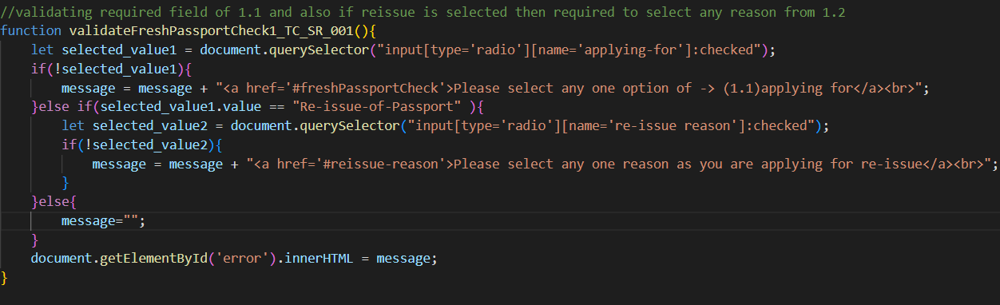 //validating required field of 1.1 and also if reissue is selected then required to select any reason from 1.2
function validateFreshPassportCheck1_TC_SR_001(){
    let selected_value1 = document.querySelector("input[type='radio'][name='applying-for']:checked");
    if(!selected_value1){
        message = message + "<a href='#freshPassportCheck'>Please select any one option of -> (1.1)applying for</a><br>";
    }else if(selected_value1.value == "Re-issue-of-Passport" ){
        let selected_value2 = document.querySelector("input[type='radio'][name='re-issue reason']:checked");
        if(!selected_value2){
            message = message + "<a href='#reissue-reason'>Please select any one reason as you are applying for re-issue</a><br>";
        }
    }else{
        message="";
    }
    document.getElementById('error').innerHTML = message;
}